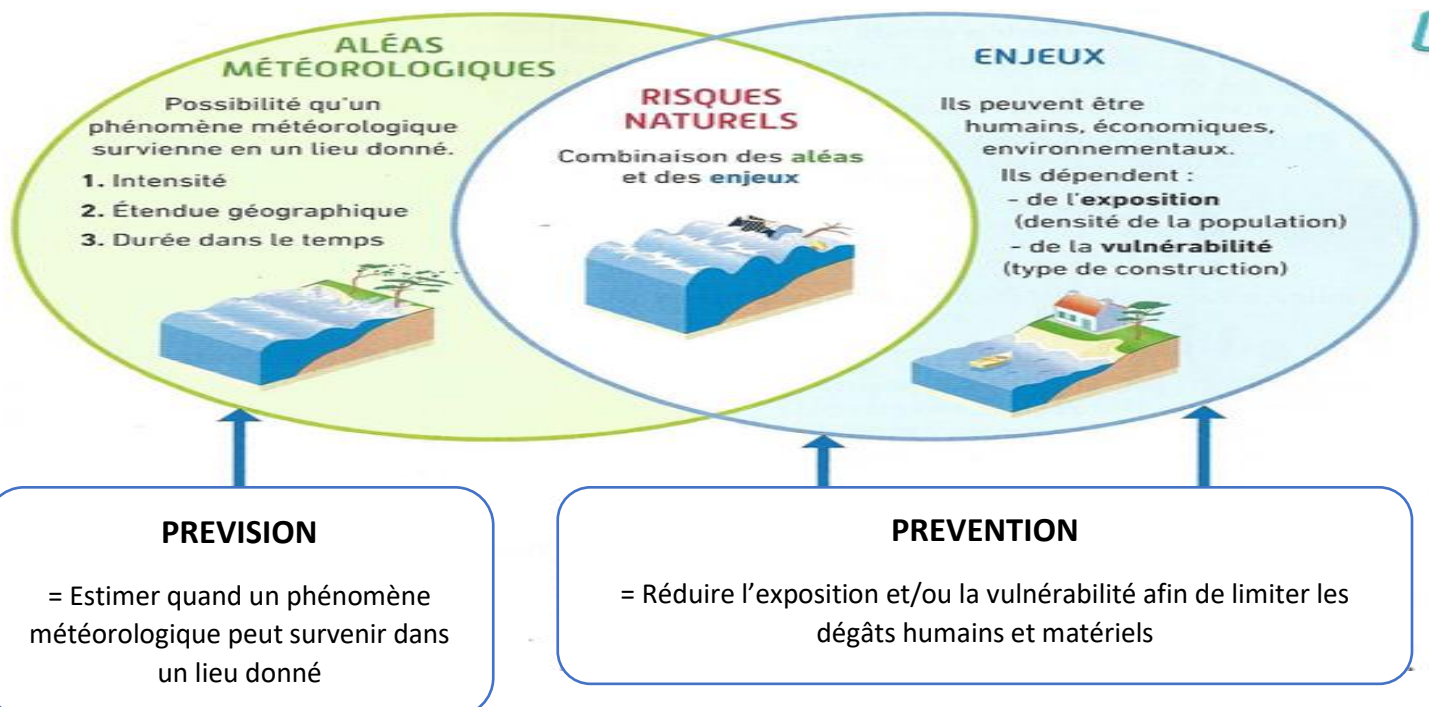 ALÉAS
MÉTÉOROLOGIQUES
Possibilité qu'un
phénomène météorologique
survienne en un lieu donné.
1. Intensité
2. Étendue géographique
3. Durée dans le temps
RISQUES
NATURELS
Combinaison des aléas
et des enjeux
ENJEUX
Ils peuvent être
humains, économiques,
environnementaux.
Ils dépendent :
- de l'exposition
(densité de la population)
- de la vulnérabilité
(type de construction)
PREVISION
= Estimer quand un phénomène
météorologique peut survenir dans
un lieu donné
PREVENTION
= Réduire l’exposition et/ou la vulnérabilité afin de limiter les
dégâts humains et matériels